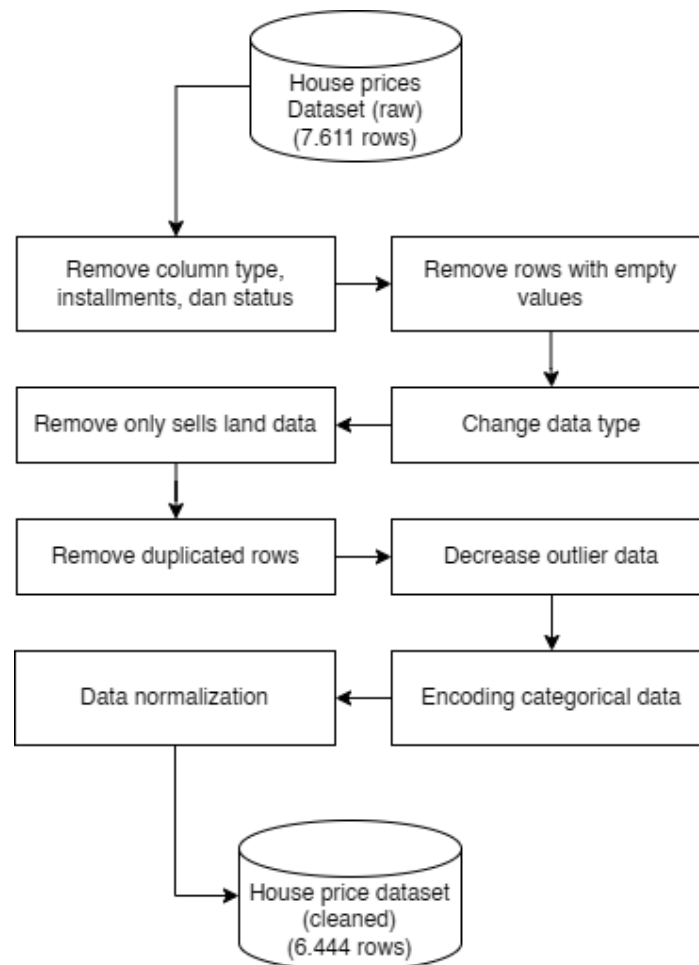 House prices
Dataset (raw)
(7.611 rows)
Remove column type,
installments, dan status
Remove rows with empty
values
Change data type
Remove only sells land data
Remove duplicated rows
Decrease outlier data
Encoding categorical data
Data normalization
House price dataset
(cleaned)
(6.444 rows)